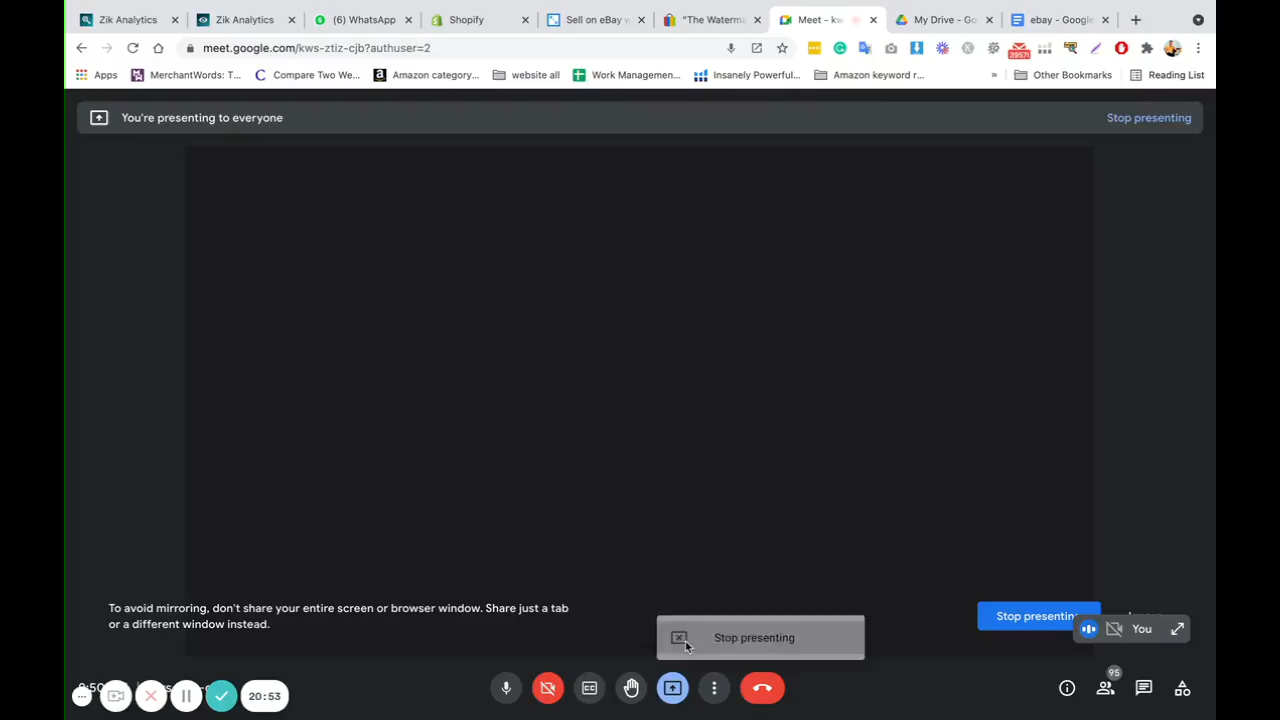 Zik Analytics
Zik Analytics
(6) WhatsApp
Shopify
Sell on eBay
"The Waterma
Meet - kw
My Drive - Go
ebay - Google
meet.google.com/kws-ztiz-cjb?authuser=2
39571
Apps
MerchantWords: T...
Compare Two We...
Amazon category...
website all
Work Managemen...
Insanely Powerful...
Amazon keyword r...
»
Other Bookmarks
Reading List
You're presenting to everyone
Stop presenting
To avoid mirroring, don't share your entire screen or browser window. Share just a tab
or a different window instead.
Stop presenting
You
Stop presenting
95
20:53